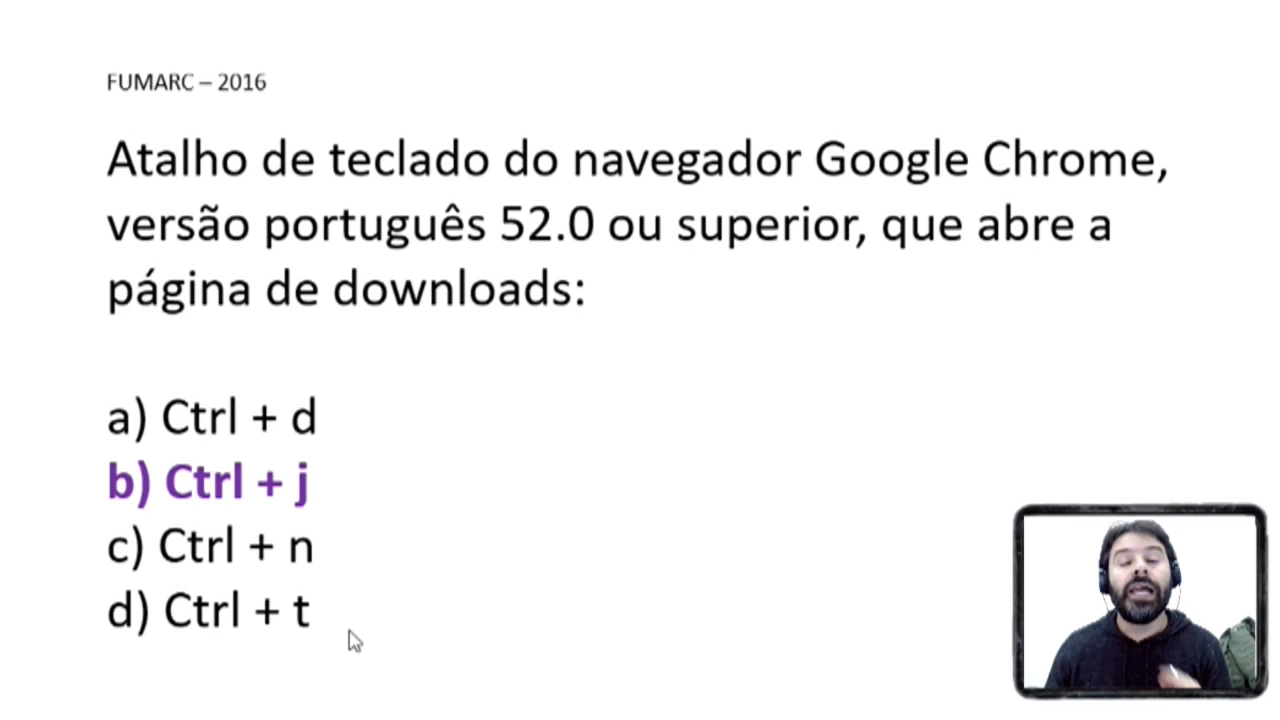 FUMARC – 2016
Atalho de teclado do navegador Google Chrome,
versão português 52.0 ou superior, que abre a
página de downloads:
a) Ctrl + d
b) Ctrl + j
c) Ctrl + n
d) Ctrl + t